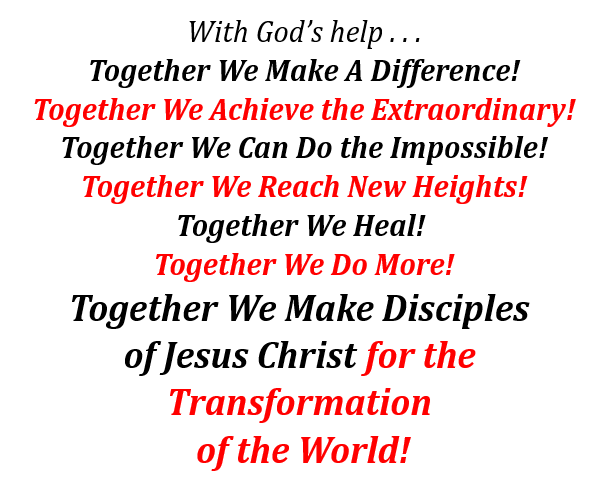 With God’s help . . .
Together We Make A Difference!
Together We Achieve the Extraordinary!
Together We Can Do the Impossible!
Together We Reach New Heights!
Together We Heal!
Together We Do More!
Together We Make Disciples
of Jesus Christ for the
Transformation
of the World!